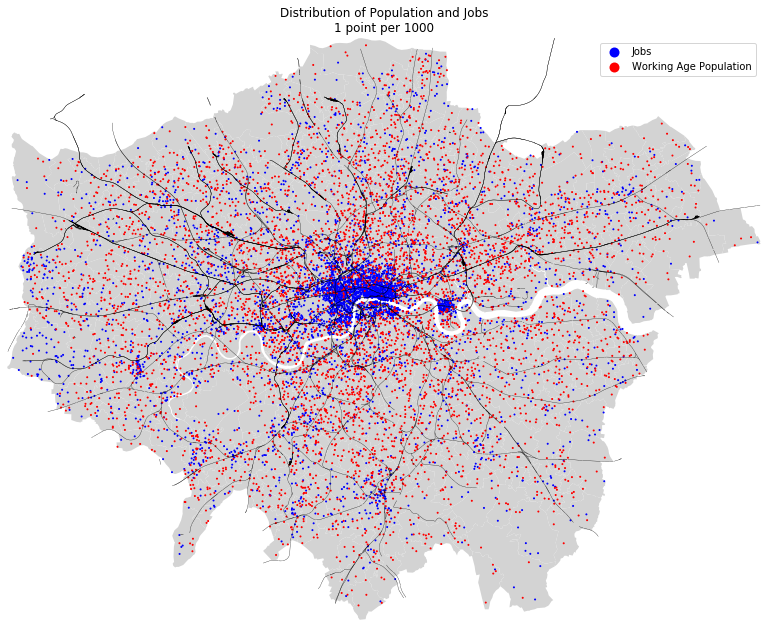 Distribution of Population and Jobs
1 point per 1000
Jobs
Working Age Population